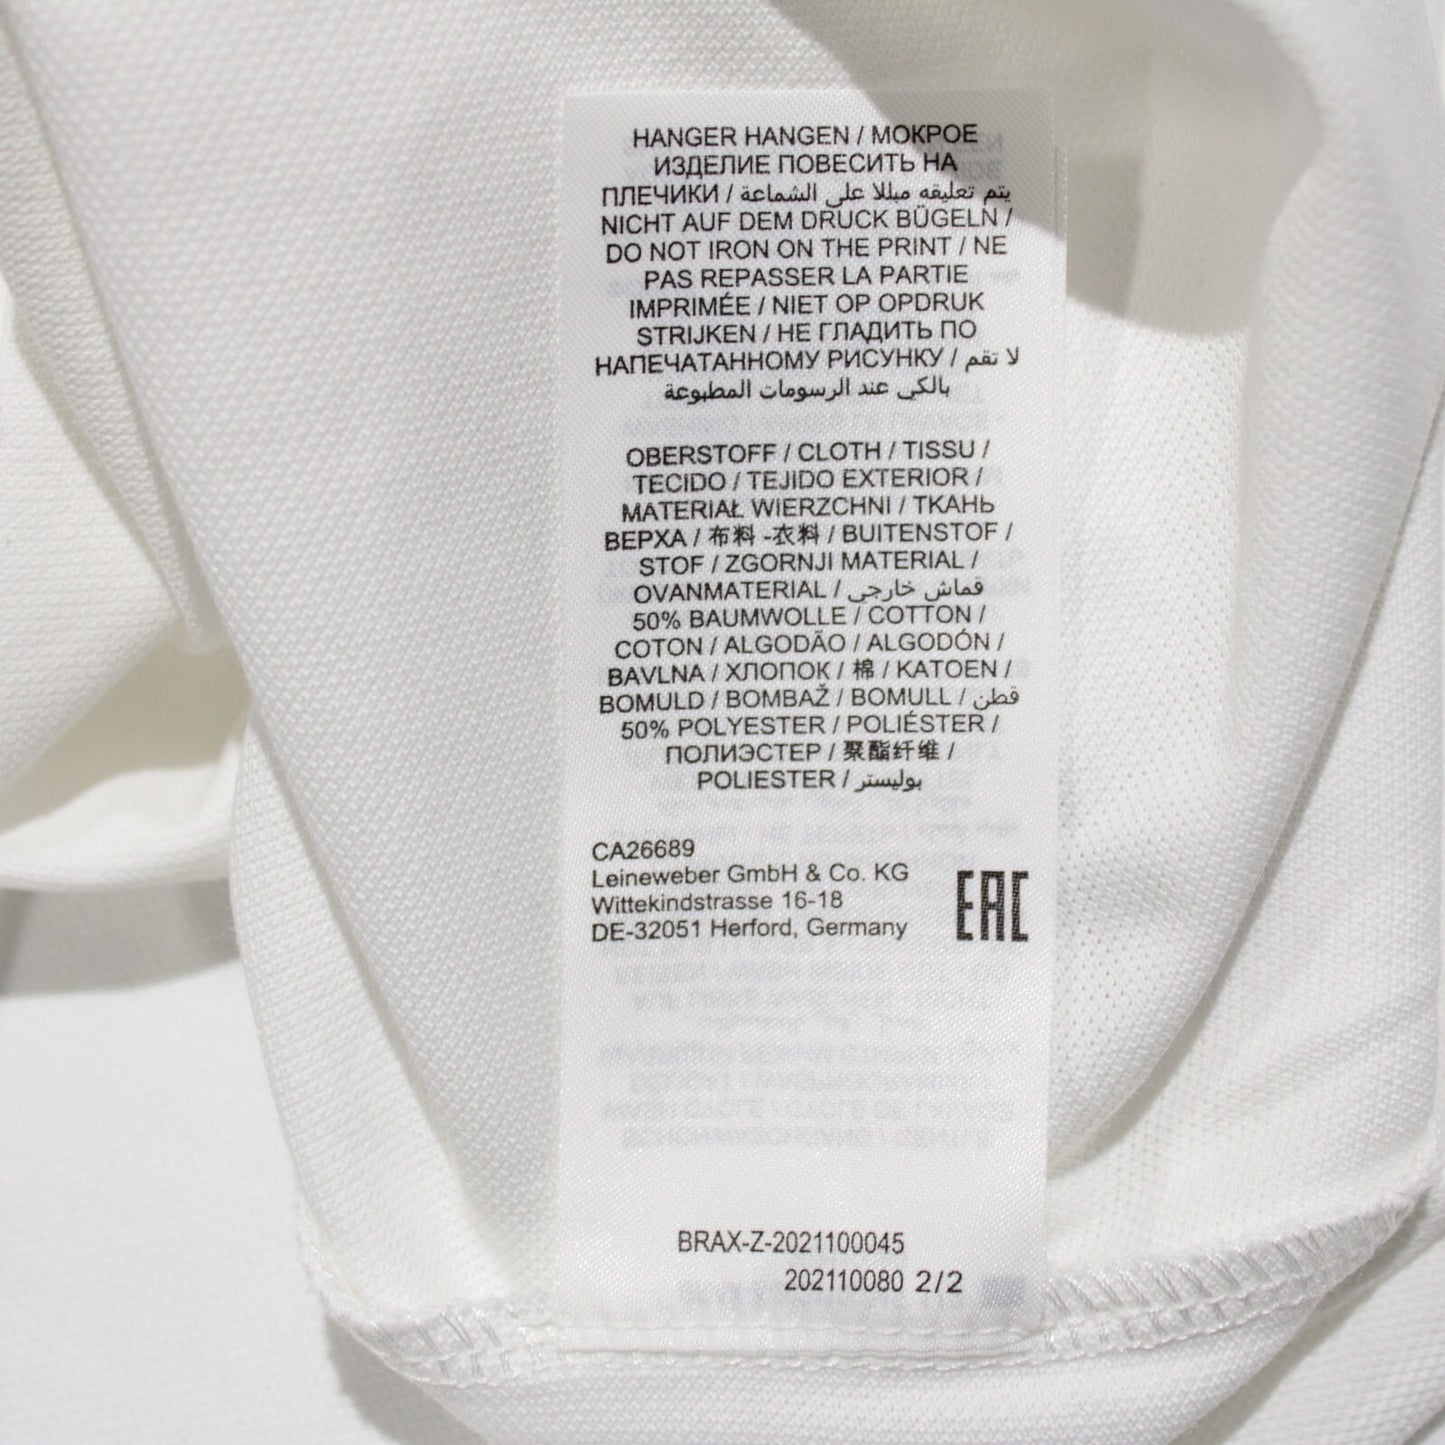 HANGER HANGEN / МОКРОЕ
ИЗДЕЛИЕ ПОВЕСИТЬ НА
ПЛЕЧИКИ / يتم تعليقه مبللا على الشماعة
NICHT AUF DEM DRUCK BÜGELN /
DO NOT IRON ON THE PRINT / NE
PAS REPASSER LA PARTIE
IMPRIMÉE / NIET OP OPDRUK
STRIJKEN / НЕ ГЛАДИТЬ ПО
НАПЕЧАТАННОМУ РИСУНКУ / لا تقم
بالكي عند الرسومات المطبوعة
OBERSTOFF / CLOTH / TISSU /
TECIDO / TEJIDO EXTERIOR /
MATERIAŁ WIERZCHNI / ТКАНЬ
ВЕРХА / 布料 -衣料 / BUITENSTOF /
STOF / ZGORNJI MATERIAL /
OVANMATERIAL / قماش خارجي
50% BAUMWOLLE / COTTON /
COTON / ALGODÃO / ALGODÓN /
BAVLNA / ХЛОПОК / 棉 / KATOEN /
BOMULD / BOMBAŽ / BOMULL / قطن
50% POLYESTER / POLIÉSTER /
ПОЛИЭСТЕР / 聚酯纤维 /
POLIESTER / بوليستر
CA26689
Leineweber GmbH & Co. KG
Wittekindstrasse 16-18
DE-32051 Herford, Germany
EAC
BRAX-Z-2021100045
202110080 2/2